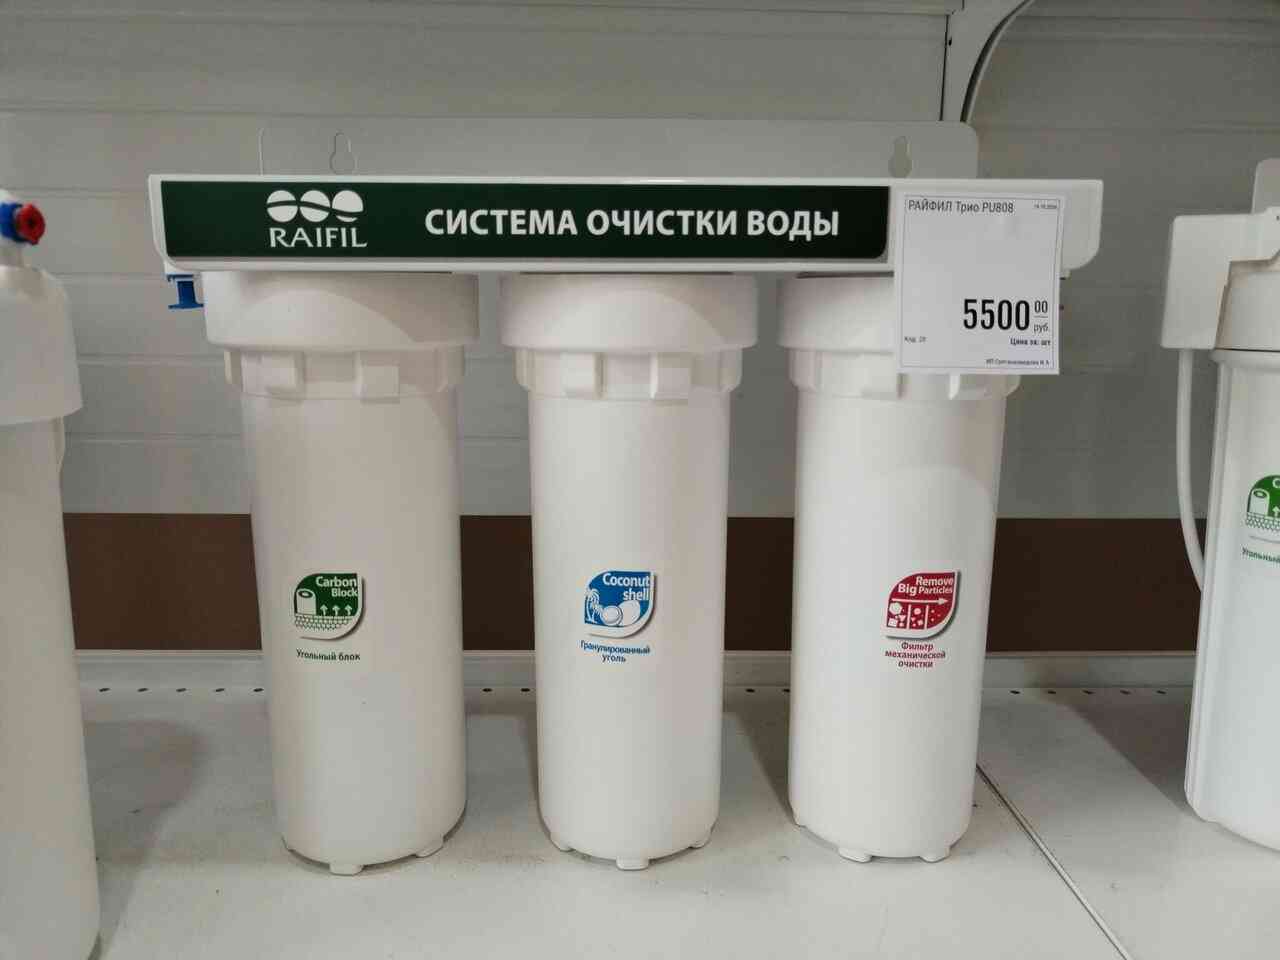 RAIFIL
СИСТЕМА ОЧИСТКИ ВОДЫ
РАЙФИЛ Трио PU808
5500 00
руб.
Цена за: шт
Carbon
Block
Угольный блок
Coconut
shell
Гранулированный
уголь
Remove
Big Particles
Фильтр
механической
очистки